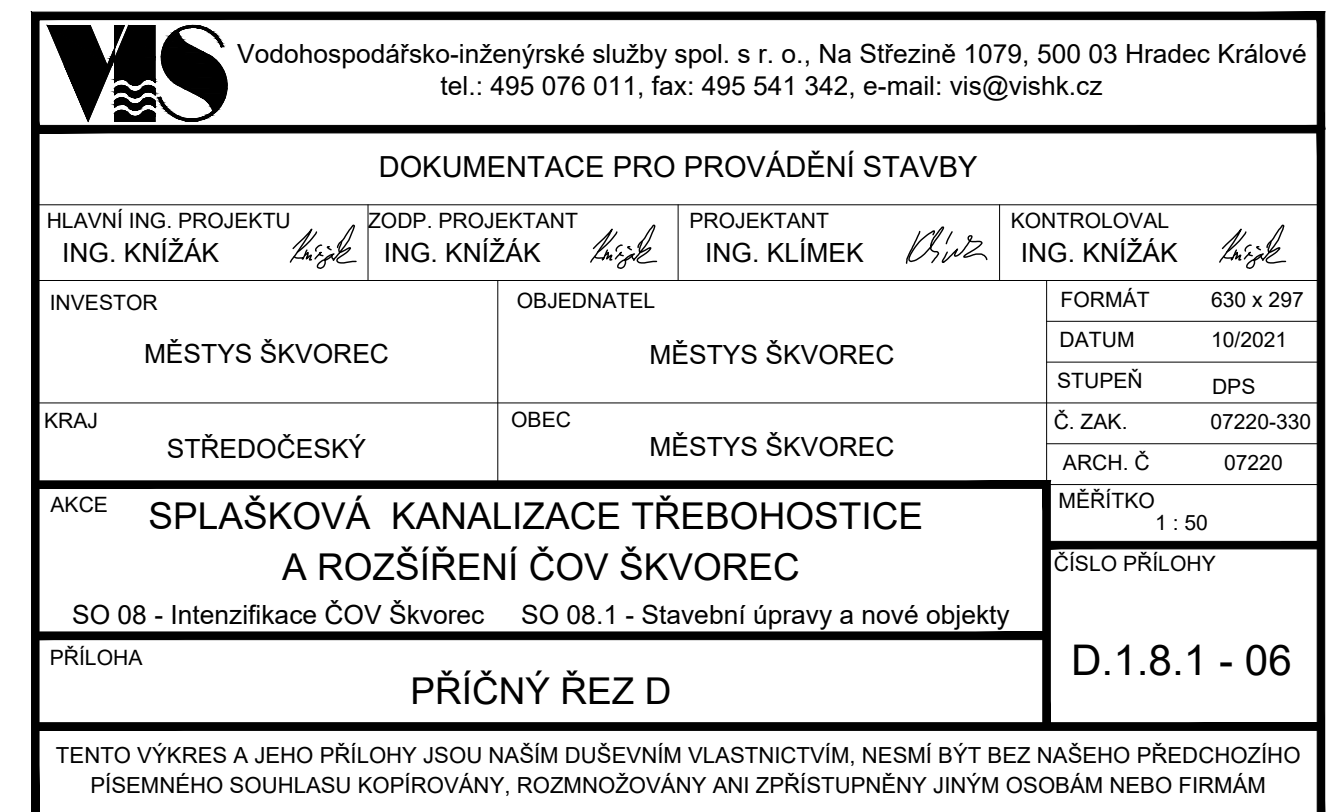 VIS
Vodohospodářsko-inženýrské služby spol. s r. o., Na Střezině 1079, 500 03 Hradec Králové
tel.: 495 076 011, fax: 495 541 342, e-mail: vis@vishk.cz
DOKUMENTACE PRO PROVÁDĚNÍ STAVBY
HLAVNÍ ING. PROJEKTU
ING. KNÍŽÁK
ZODP. PROJEKTANT
ING. KNÍŽÁK
PROJEKTANT
ING. KLÍMEK
KONTROLOVAL
ING. KNÍŽÁK
INVESTOR
MĚSTYS ŠKVOREC
OBJEDNATEL
MĚSTYS ŠKVOREC
FORMÁT 630 x 297
DATUM 10/2021
STUPEŇ DPS
KRAJ
STŘEDOČESKÝ
OBEC
MĚSTYS ŠKVOREC
Č. ZAK. 07220-330
ARCH. Č 07220
AKCE
SPLAŠKOVÁ KANALIZACE TŘEBOHOSTICE
A ROZŠÍŘENÍ ČOV ŠKVOREC
SO 08 - Intenzifikace ČOV Škvorec SO 08.1 - Stavební úpravy a nové objekty
MĚŘÍTKO
1 : 50
ČÍSLO PŘÍLOHY
D.1.8.1 - 06
PŘÍLOHA
PŘÍČNÝ ŘEZ D
TENTO VÝKRES A JEHO PŘÍLOHY JSOU NAŠÍM DUŠEVNÍM VLASTNICTVÍM, NESMÍ BÝT BEZ NAŠEHO PŘEDCHOZÍHO
PÍSEMNÉHO SOUHLASU KOPÍROVÁNY, ROZMNOŽOVÁNY ANI ZPŘÍSTUPNĚNY JINÝM OSOBÁM NEBO FIRMÁM